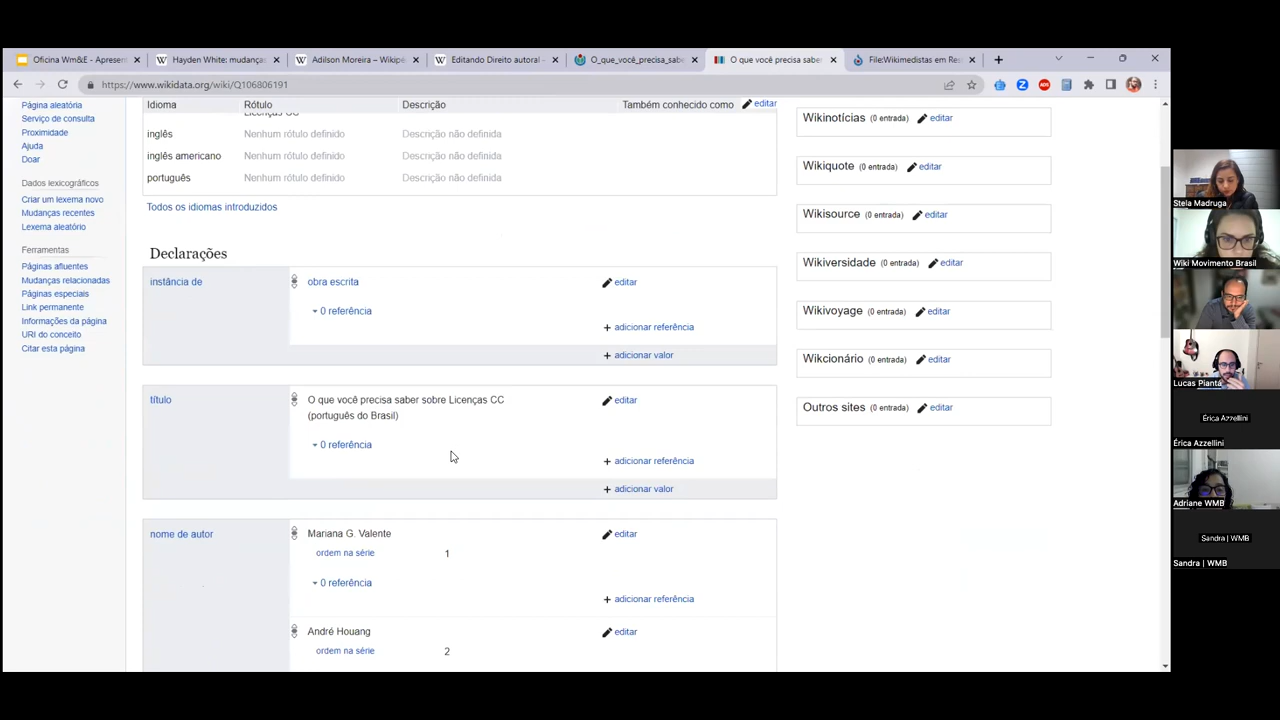 Oficina Wm&E - Apresen
Hayden White: mudança
Adilson Moreira – Wikipé
Editando Direito autoral –
O_que_você_precisa_sabe
O que você precisa saber
File:Wikimedistas em Res
https://www.wikidata.org/wiki/Q106806191
Página aleatória
Serviço de consulta
Proximidade
Ajuda
Doar
Dados lexicográficos
Criar um lexema novo
Mudanças recentes
Lexema aleatório
Ferramentas
Páginas afluentes
Mudanças relacionadas
Páginas especiais
Link permanente
Informações da página
URI do conceito
Citar esta página
Idioma Rótulo Descrição Também conhecido como editar
Licenças CC
inglês Nenhum rótulo definido Descrição não definida
inglês americano Nenhum rótulo definido Descrição não definida
português Nenhum rótulo definido Descrição não definida
Todos os idiomas introduzidos
Declarações
instância de obra escrita editar
0 referência
+ adicionar referência
+ adicionar valor
título O que você precisa saber sobre Licenças CC editar
(português do Brasil)
0 referência
+ adicionar referência
+ adicionar valor
nome de autor Mariana G. Valente editar
ordem na série 1
0 referência
+ adicionar referência
André Houang editar
ordem na série 2
Wikinotícias (0 entrada) editar
Wikiquote (0 entrada) editar
Wikisource (0 entrada) editar
Wikiversidade (0 entrada) editar
Wikivoyage (0 entrada) editar
Wikcionário (0 entrada) editar
Outros sites (0 entrada) editar
Stela Madruga
Wiki Movimento Brasil
Lucas Piantá
Érica Azzellini
Érica Azzellini
Adriane WMB
Sandra | WMB
Sandra | WMB